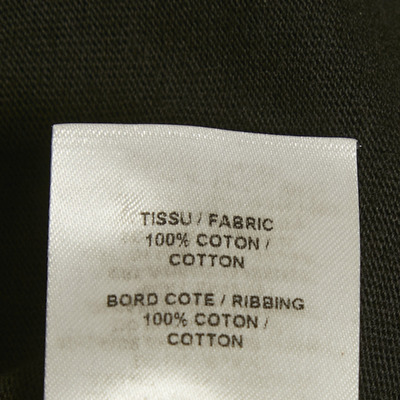 TISSU / FABRIC
100% COTON /
COTTON
BORD COTE / RIBBING
100% COTON /
COTTON